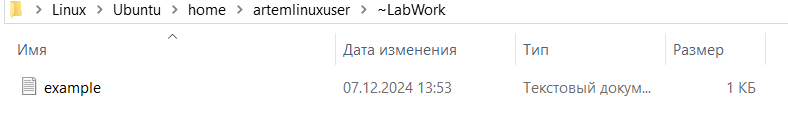 Linux > Ubuntu > home > artemlinuxuser > ~LabWork
Имя Дата изменения Тип Размер
example 07.12.2024 13:53 Текстовый докум... 1 КБ